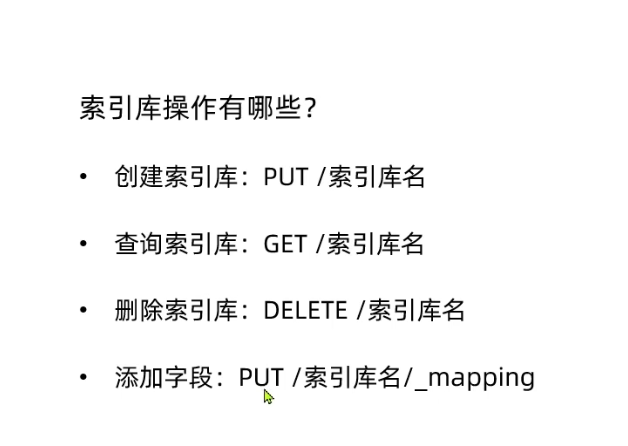 索引库操作有哪些？
• 创建索引库：PUT /索引库名
• 查询索引库：GET /索引库名
• 删除索引库：DELETE /索引库名
• 添加字段：PUT /索引库名/_mapping